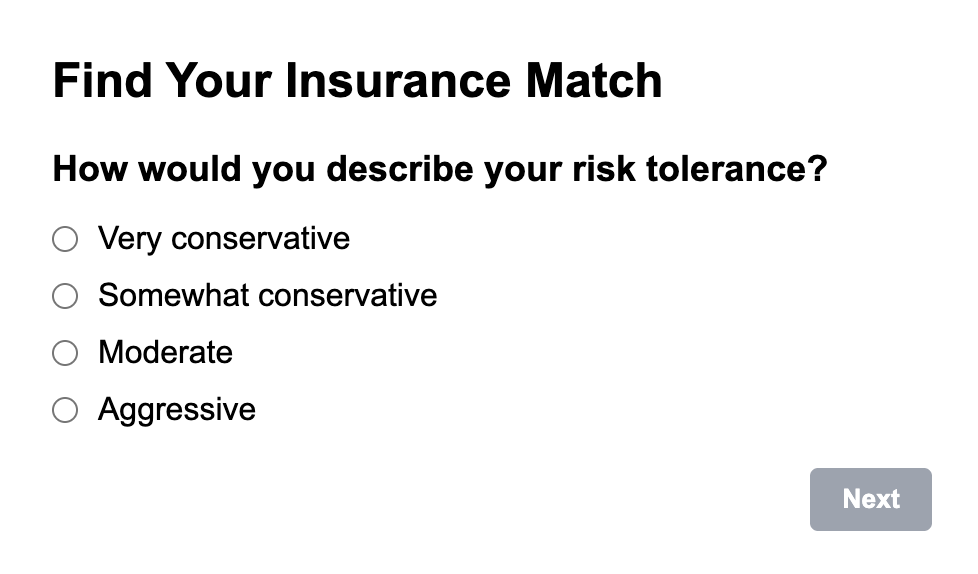 Find Your Insurance Match
How would you describe your risk tolerance?
Very conservative
Somewhat conservative
Moderate
Aggressive
Next